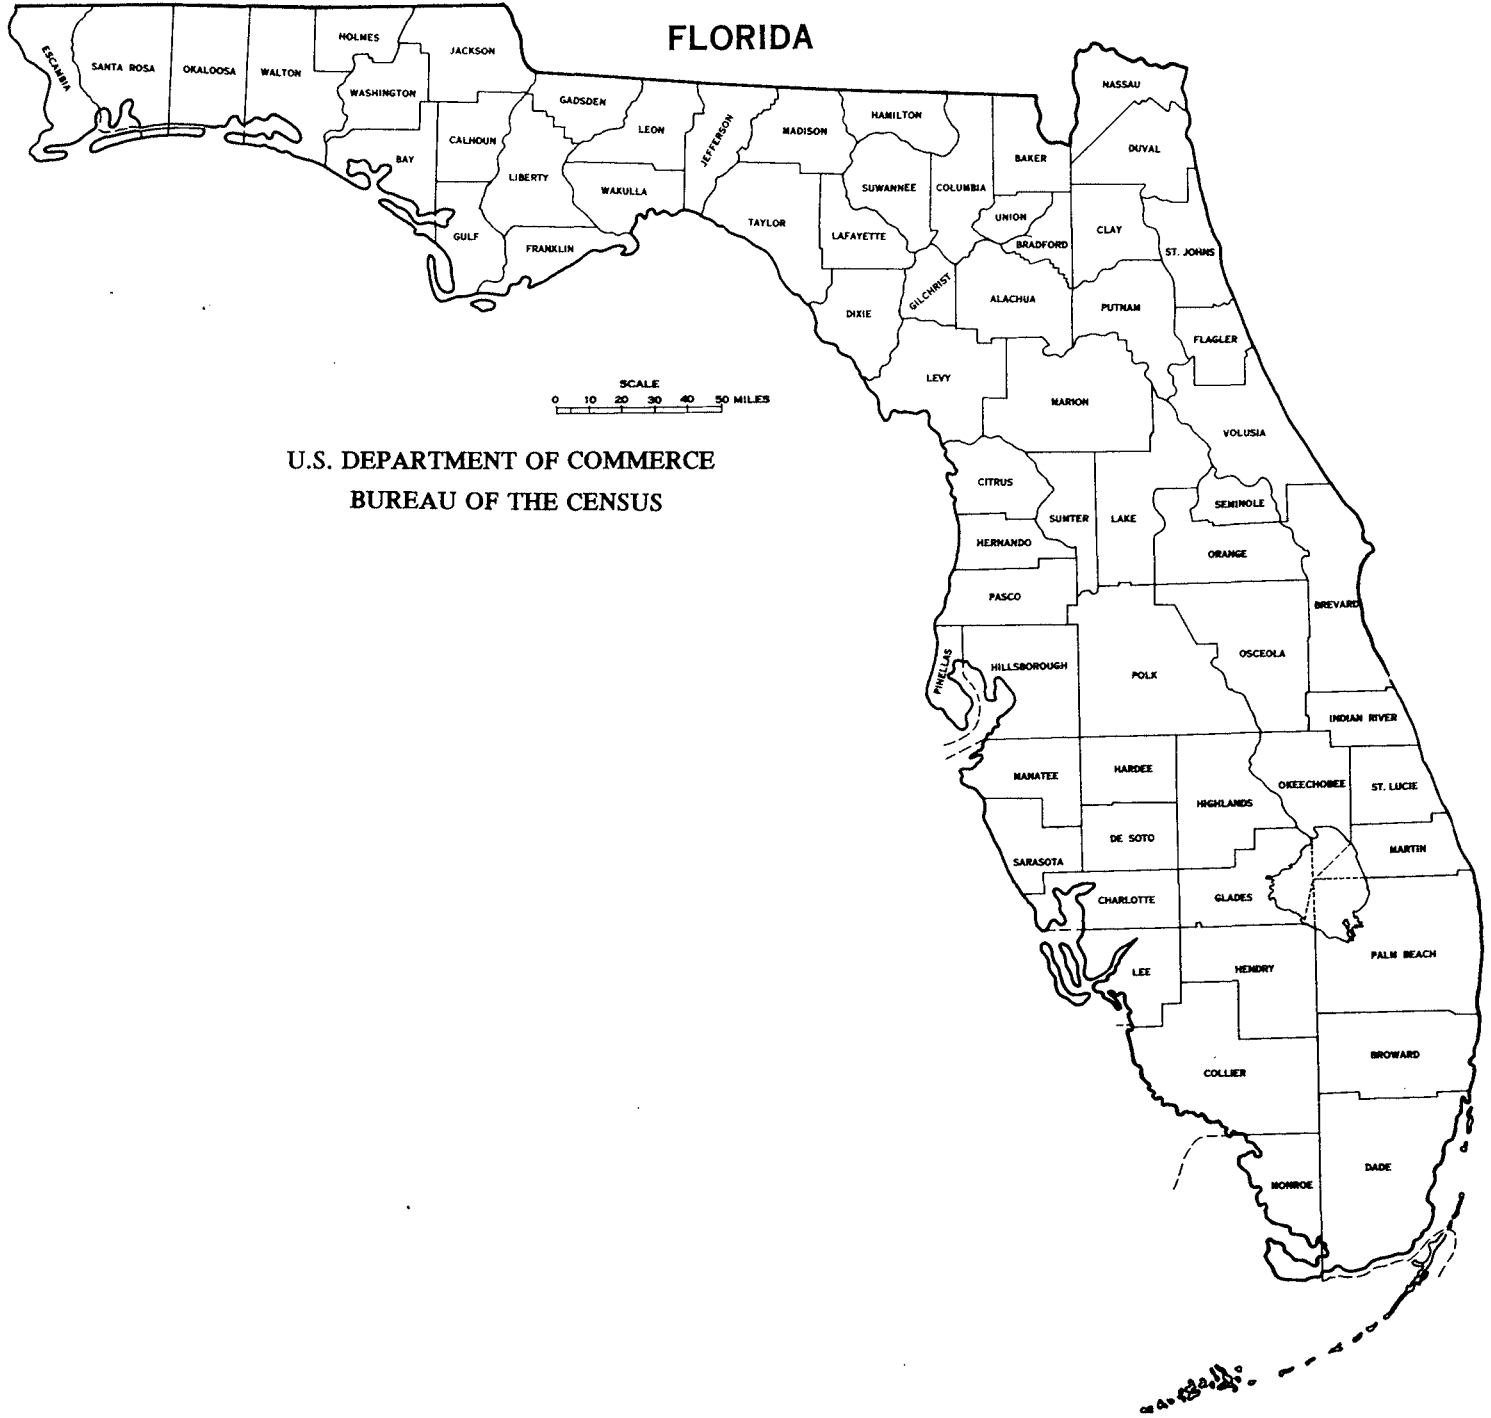 FLORIDA
HOLMES
JACKSON
ESCAMBIA
SANTA ROSA
OKALOOSA
WALTON
WASHINGTON
NASSAU
GADSDEN
LEON
JEFFERSON
MADISON
HAMILTON
CALHOUN
BAY
BAKER
DUVAL
LIBERTY
WAKULLA
SUWANNEE
COLUMBIA
TAYLOR
UNION
GULF
FRANKLIN
LAFAYETTE
BRADFORD
CLAY
ST. JOHNS
GILCHRIST
ALACHUA
PUTNAM
DIXIE
FLAGLER
LEVY
SCALE
0 10 20 30 40 50 MILES
MARION
VOLUSIA
U.S. DEPARTMENT OF COMMERCE
BUREAU OF THE CENSUS
CITRUS
SUMTER
LAKE
SEMINOLE
HERNANDO
ORANGE
PASCO
BREVARD
PINELLAS
HILLSBOROUGH
POLK
OSCEOLA
INDIAN RIVER
MANATEE
HARDEE
HIGHLANDS
OKEECHOBEE
ST. LUCIE
DE SOTO
SARASOTA
MARTIN
CHARLOTTE
GLADES
LEE
HENDRY
PALM BEACH
BROWARD
COLLIER
DADE
MONROE